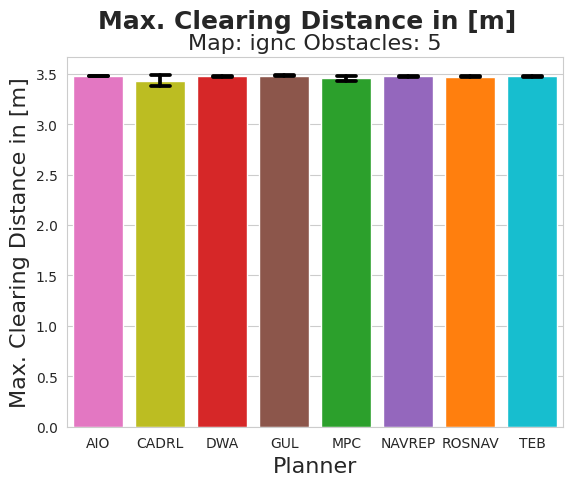 Max. Clearing Distance in [m]
Map: ignc Obstacles: 5
Max. Clearing Distance in [m]
3.5
3.0
2.5
2.0
1.5
1.0
0.5
0.0
AIO CADRL DWA GUL MPC NAVREP ROSNAV TEB
Planner